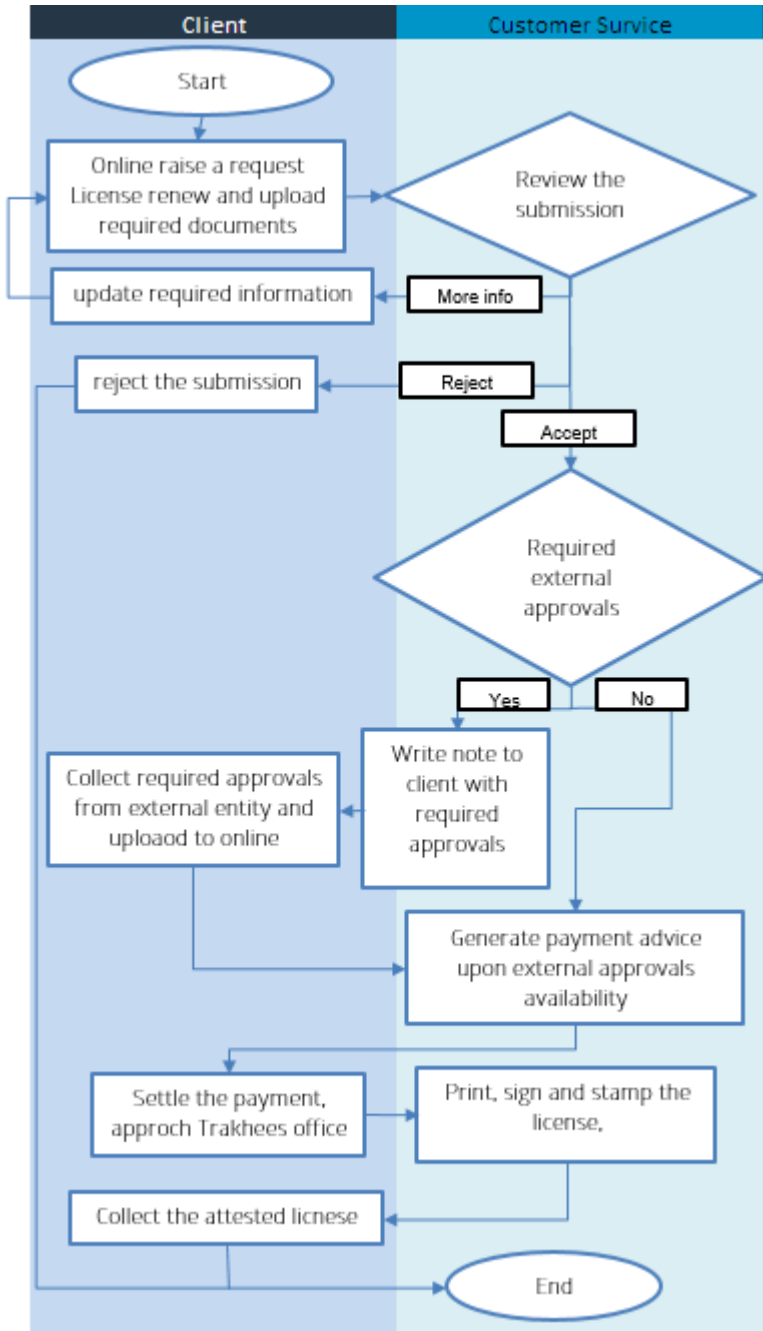 Client
Customer Survice
Start
Online raise a request
License renew and upload
required documents
Review the
submission
More info
update required information
Reject
reject the submission
Accept
Required
external
approvals
Yes
No
Write note to
client with
required
approvals
Collect required approvals
from external entity and
uploaod to online
Generate payment advice
upon external approvals
availability
Settle the payment,
approch Trakhees office
Print, sign and stamp the
license,
Collect the attested licnese
End